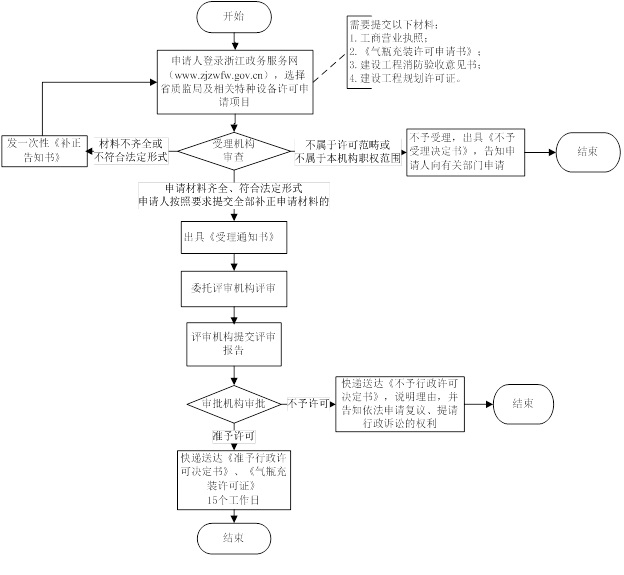 开始
需要提交以下材料：
1. 工商营业执照；
2. 《气瓶充装许可申请书》；
3. 建设工程消防验收意见书；
4. 建设工程规划许可证。
申请人登录浙江政务服务网
（www.zjzwfw.gov.cn），选择
省质监局及相关特种设备许可申
请项目
发一次性《补正
告知书》
材料不齐全或
不符合法定形式
受理机构
审查
不属于许可范畴或
不属于本机构职权范围
不予受理，出具《不予
受理决定书》，告知申请
人向有关部门申请
结束
申请材料齐全、符合法定形式
申请人按照要求提交全部补正申请材料的
出具《受理通知书》
委托评审机构评审
评审机构提交评审
报告
审批机构审批
不予许可
快递送达《不予行政许可
决定书》，说明理由，并
告知依法申请复议、提请
行政诉讼的权利
结束
准予许可
快递送达《准予行政许
可决定书》、《气瓶充
装许可证》
15个工作日
结束